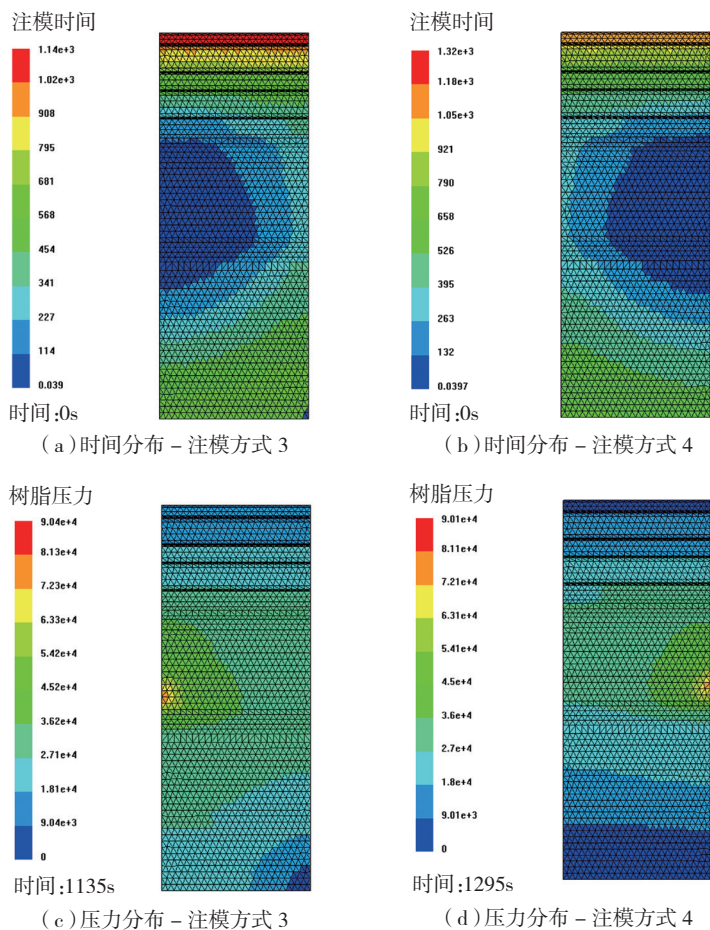 注模时间
1.14e+3
1.02e+3
908
795
681
568
454
341
227
114
0.039
时间:0s
(a)时间分布－注模方式 3
注模时间
1.32e+3
1.18e+3
1.05e+3
921
790
658
526
395
263
132
0.0397
时间:0s
(b)时间分布－注模方式 4
树脂压力
9.04e+4
8.13e+4
7.23e+4
6.33e+4
5.42e+4
4.52e+4
3.62e+4
2.71e+4
1.81e+4
9.04e+3
0
时间:1135s
(c)压力分布－注模方式 3
树脂压力
9.01e+4
8.11e+4
7.21e+4
6.31e+4
5.41e+4
4.5e+4
3.6e+4
2.7e+4
1.8e+4
9.01e+3
0
时间:1295s
(d)压力分布－注模方式 4